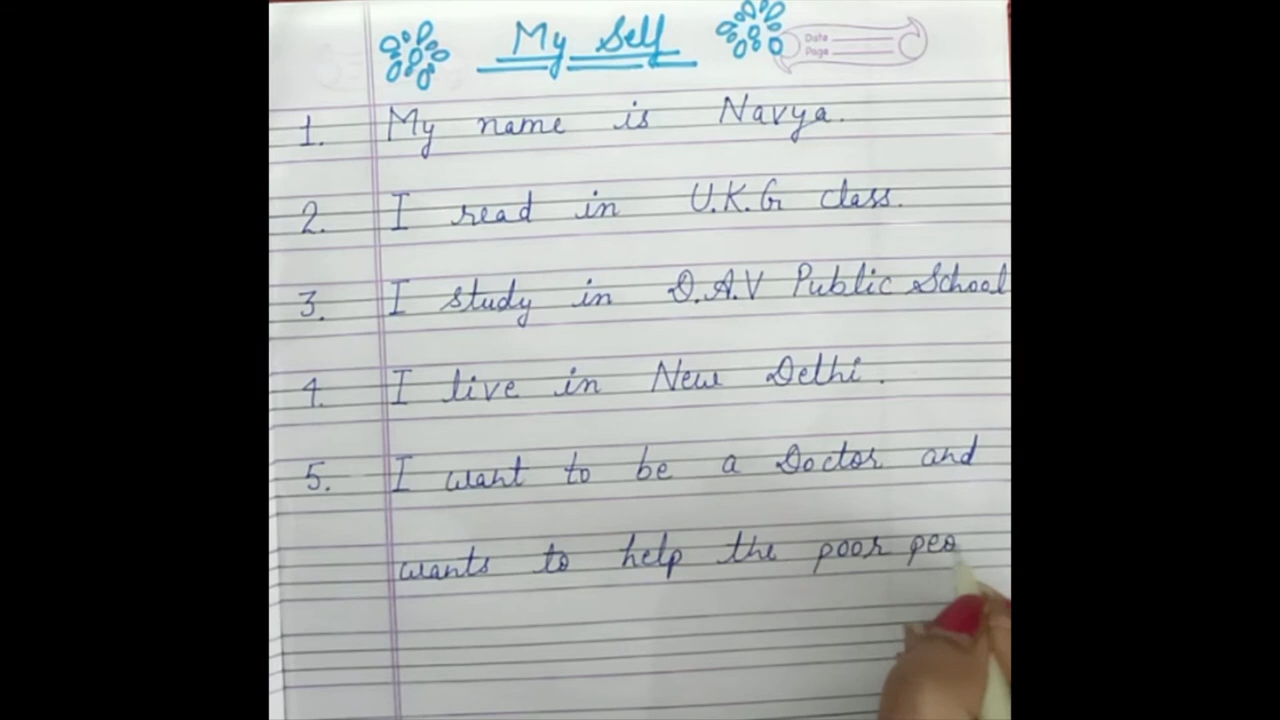 My Self
Date
Page
1. My name is Navya.
2. I read in U.K.G class.
3. I study in D.A.V Public School
4. I live in New Delhi.
5. I want to be a Doctor and
wants to help the poor peo